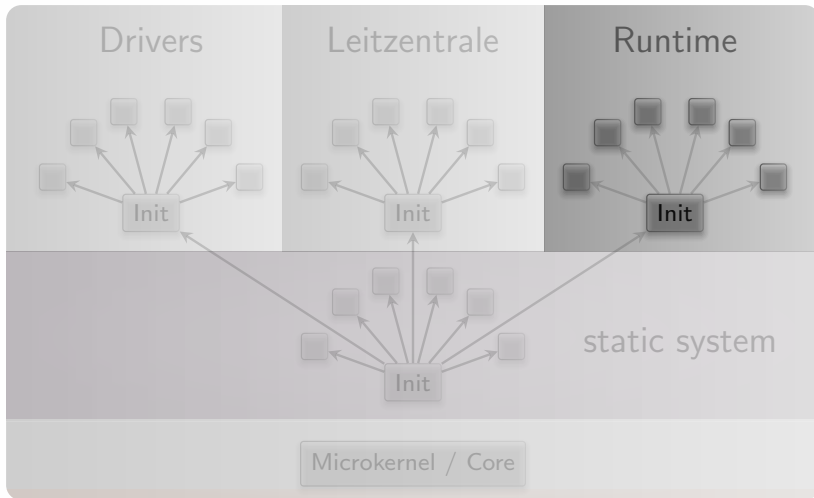 Drivers
Leitzentrale
Runtime
Init
Init
Init
static system
Init
Microkernel / Core